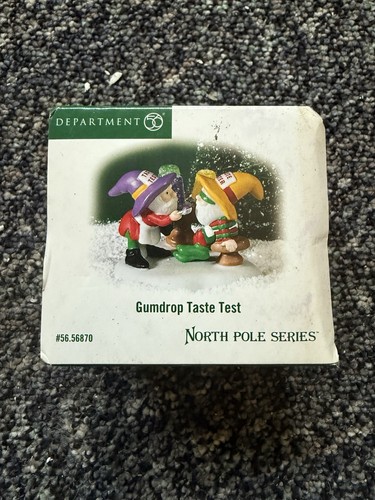 DEPARTMENT 56
Gumdrop Taste Test
#56.56870
NORTH POLE SERIES™